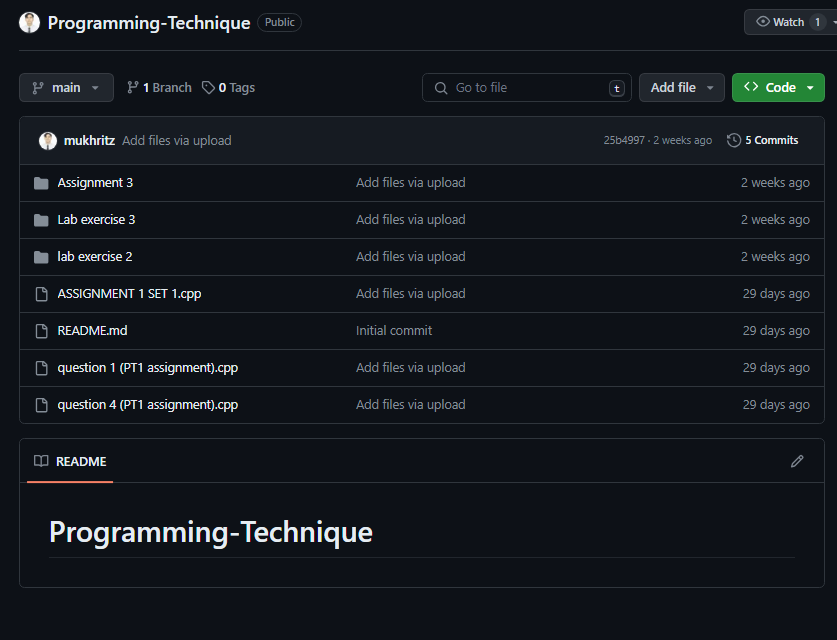 Programming-Technique Public Watch 1
main 1 Branch 0 Tags Go to file t Add file Code
mukhritz Add files via upload 25b4997 · 2 weeks ago 5 Commits
Assignment 3 Add files via upload 2 weeks ago
Lab exercise 3 Add files via upload 2 weeks ago
lab exercise 2 Add files via upload 2 weeks ago
ASSIGNMENT 1 SET 1.cpp Add files via upload 29 days ago
README.md Initial commit 29 days ago
question 1 (PT1 assignment).cpp Add files via upload 29 days ago
question 4 (PT1 assignment).cpp Add files via upload 29 days ago
README
Programming-Technique